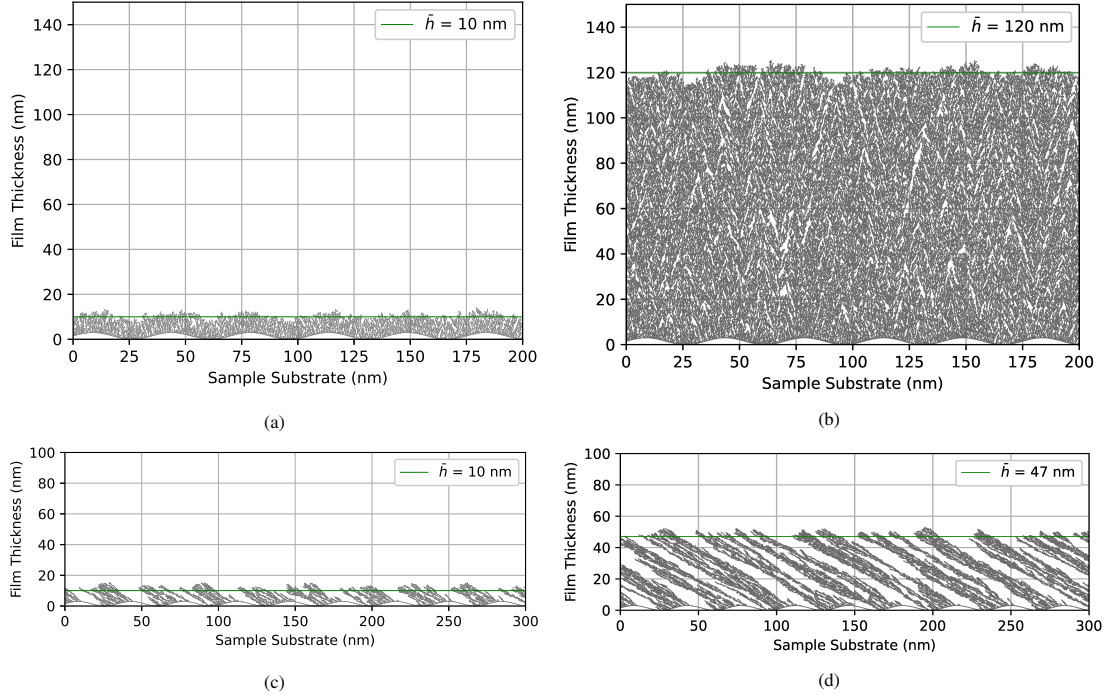 h̄ = 10 nm
140
120
100
80
60
40
20
0
Film Thickness (nm)
0 25 50 75 100 125 150 175 200
Sample Substrate (nm)
(a)
h̄ = 120 nm
140
120
100
80
60
40
20
0
Film Thickness (nm)
0 25 50 75 100 125 150 175 200
Sample Substrate (nm)
(b)
h̄ = 10 nm
100
80
60
40
20
0
Film Thickness (nm)
0 50 100 150 200 250 300
Sample Substrate (nm)
(c)
h̄ = 47 nm
100
80
60
40
20
0
Film Thickness (nm)
0 50 100 150 200 250 300
Sample Substrate (nm)
(d)